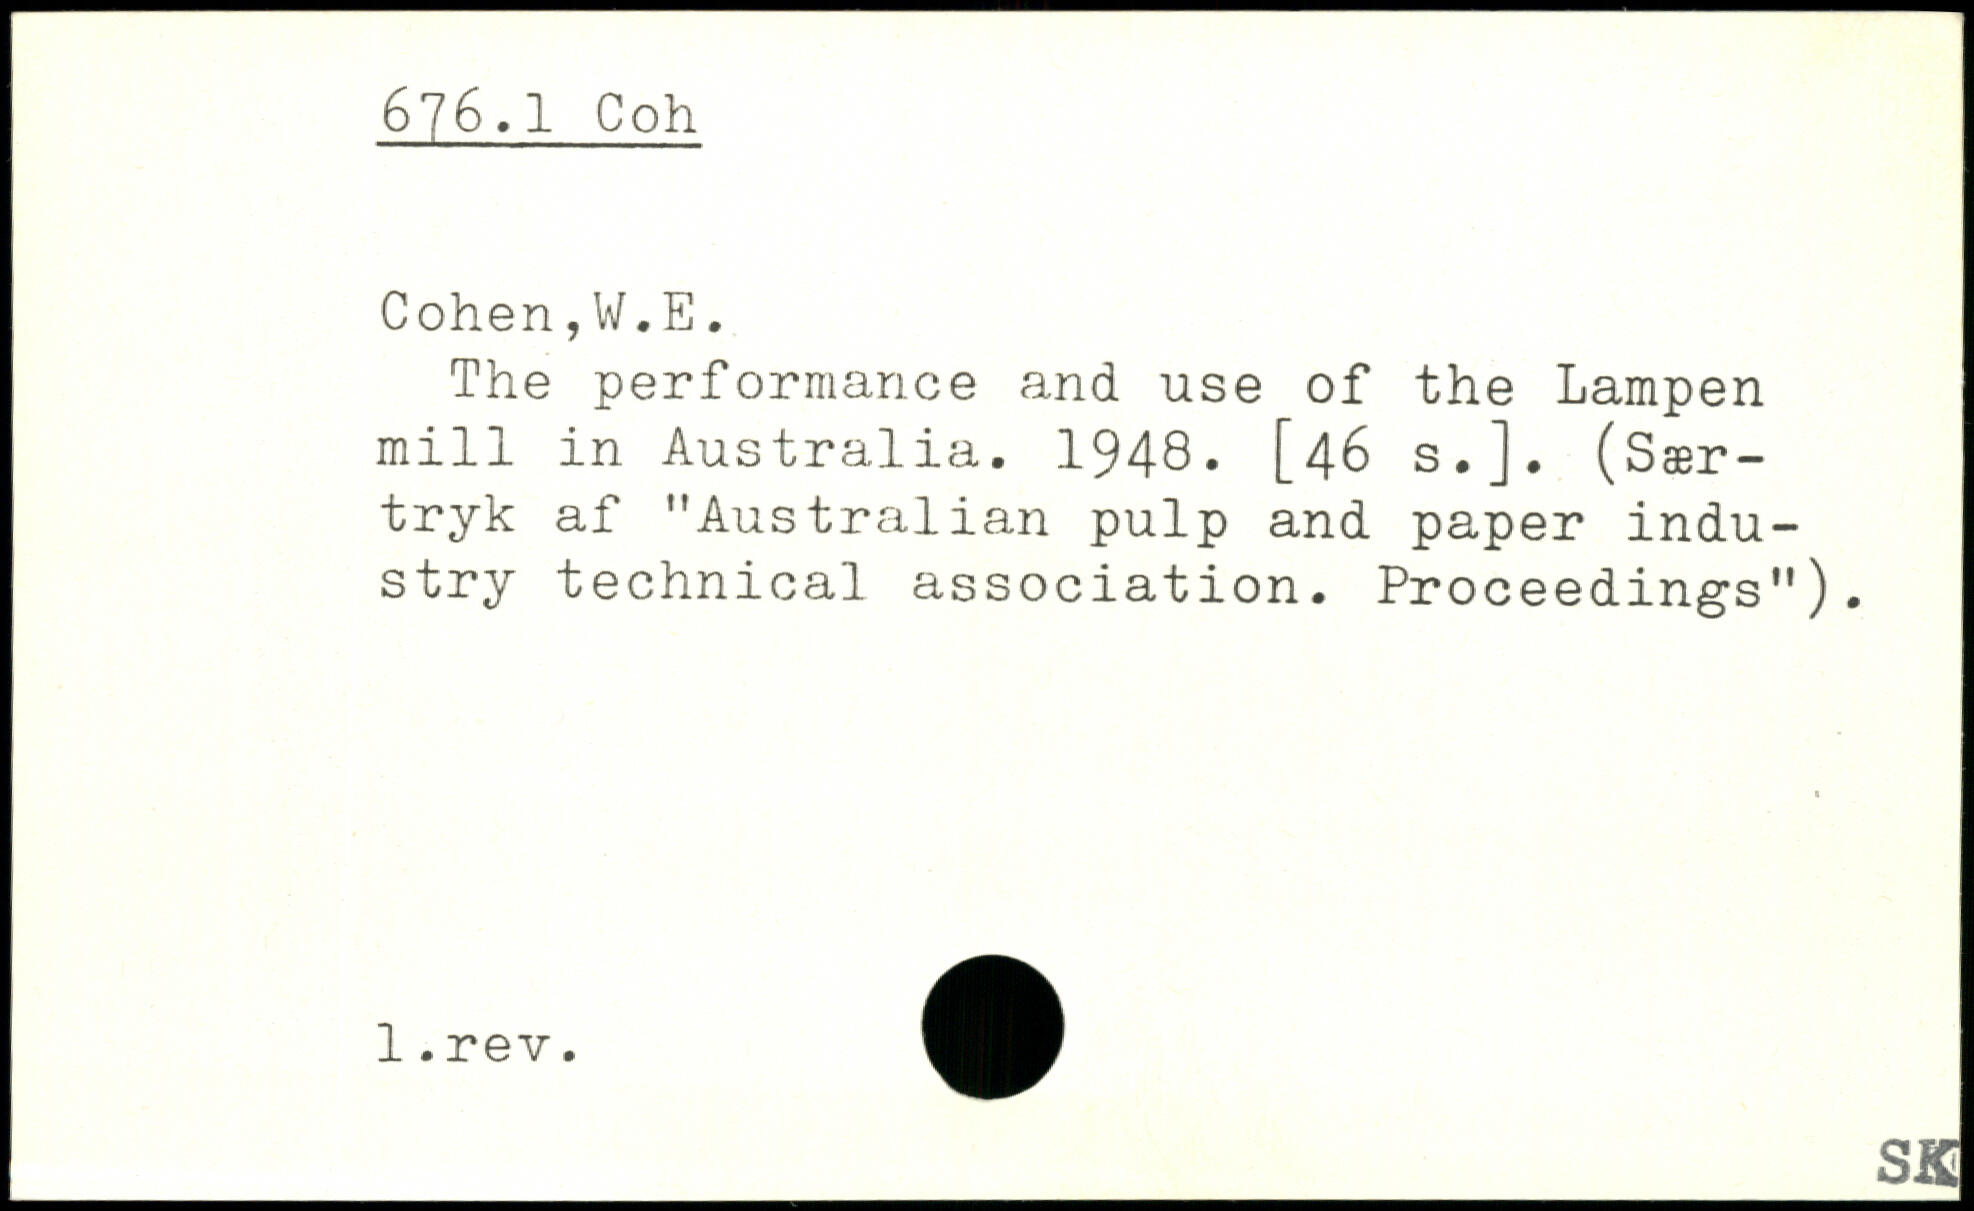 676.1 Coh
Cohen,W.E.
The performance and use of the Lampen
mill in Australia. 1948. [46 s.]. (Sær-
tryk af "Australian pulp and paper indu-
stry technical association. Proceedings").
1.rev.
SK